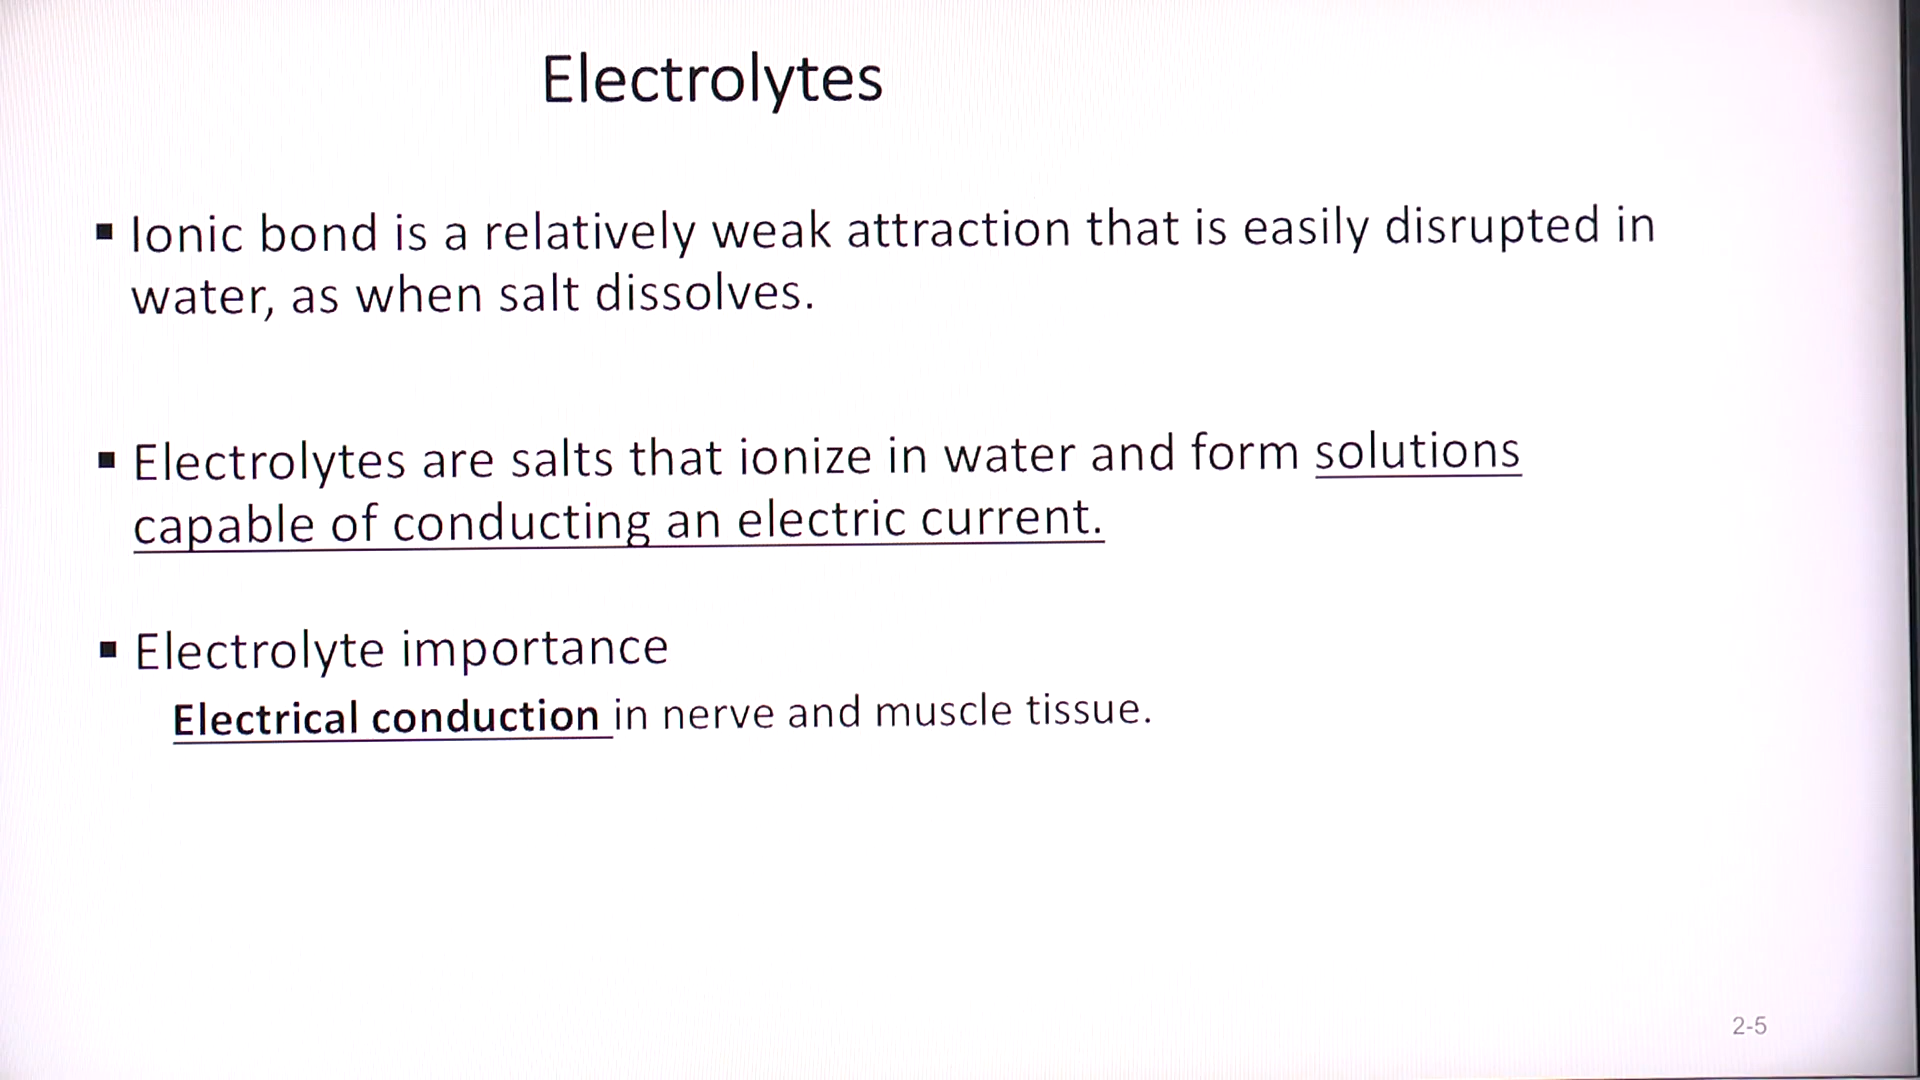 Electrolytes
▪ Ionic bond is a relatively weak attraction that is easily disrupted in
water, as when salt dissolves.
▪ Electrolytes are salts that ionize in water and form solutions
capable of conducting an electric current.
▪ Electrolyte importance
Electrical conduction in nerve and muscle tissue.
2-5